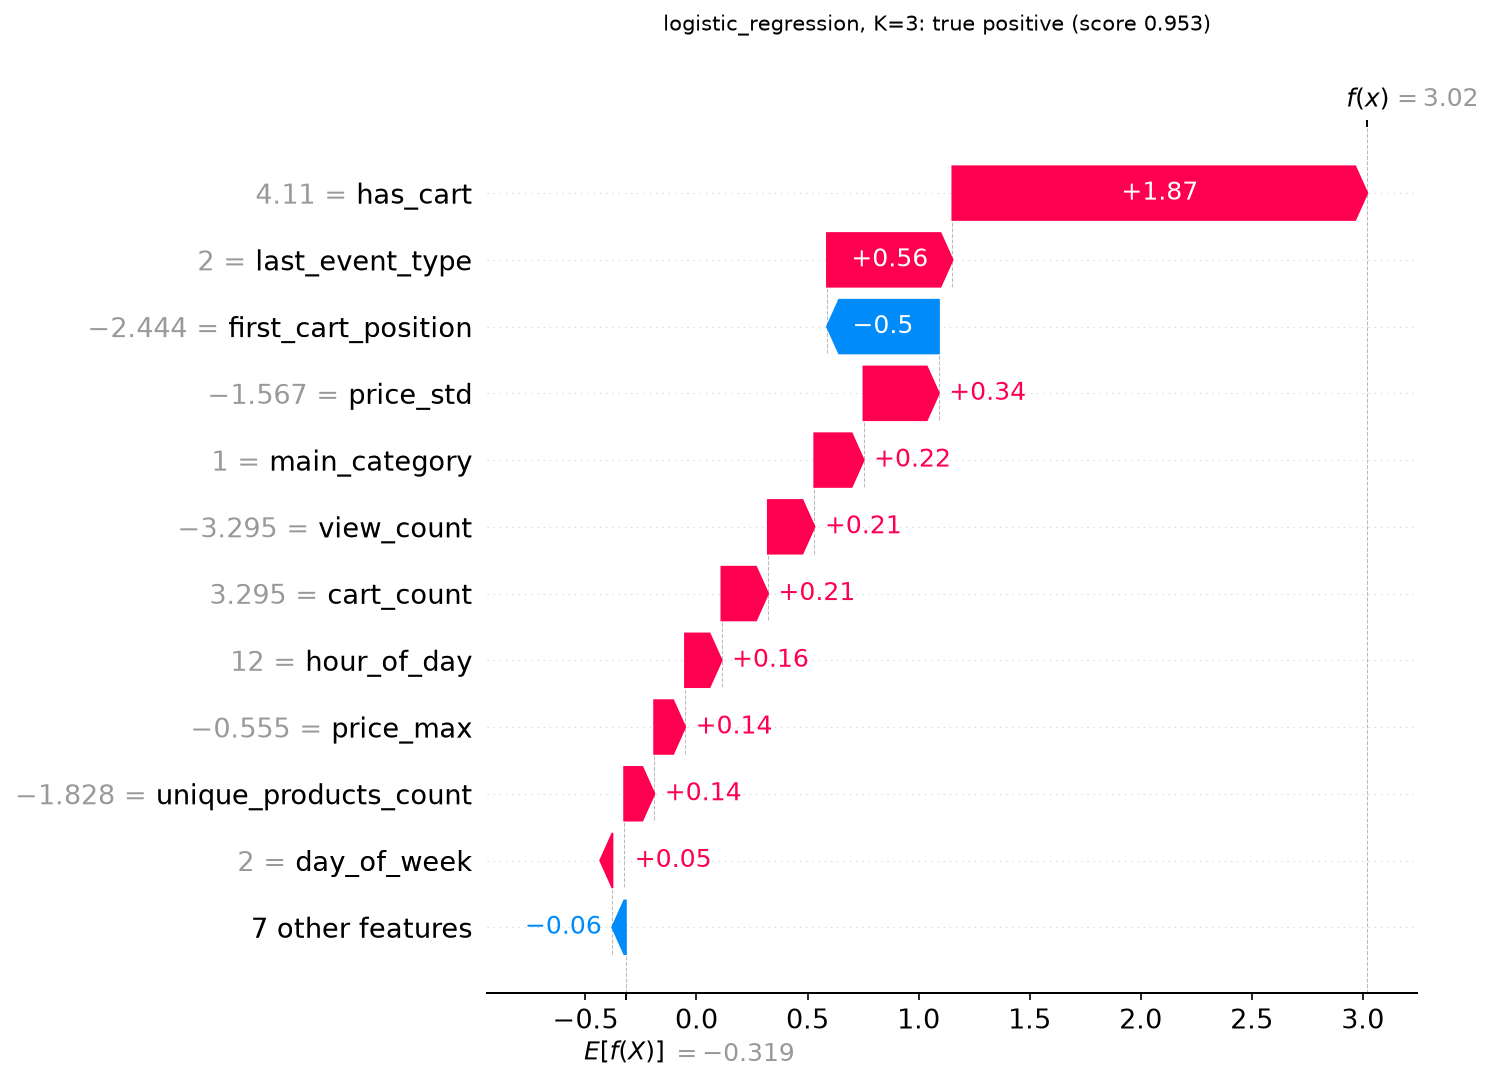 logistic_regression, K=3: true positive (score 0.953)
f(x) = 3.02
4.11 = has_cart +1.87
2 = last_event_type +0.56
−2.444 = first_cart_position −0.5
−1.567 = price_std +0.34
1 = main_category +0.22
−3.295 = view_count +0.21
3.295 = cart_count +0.21
12 = hour_of_day +0.16
−0.555 = price_max +0.14
−1.828 = unique_products_count +0.14
2 = day_of_week +0.05
7 other features −0.06
−0.5 0.0 0.5 1.0 1.5 2.0 2.5 3.0
E[f(X)] = −0.319